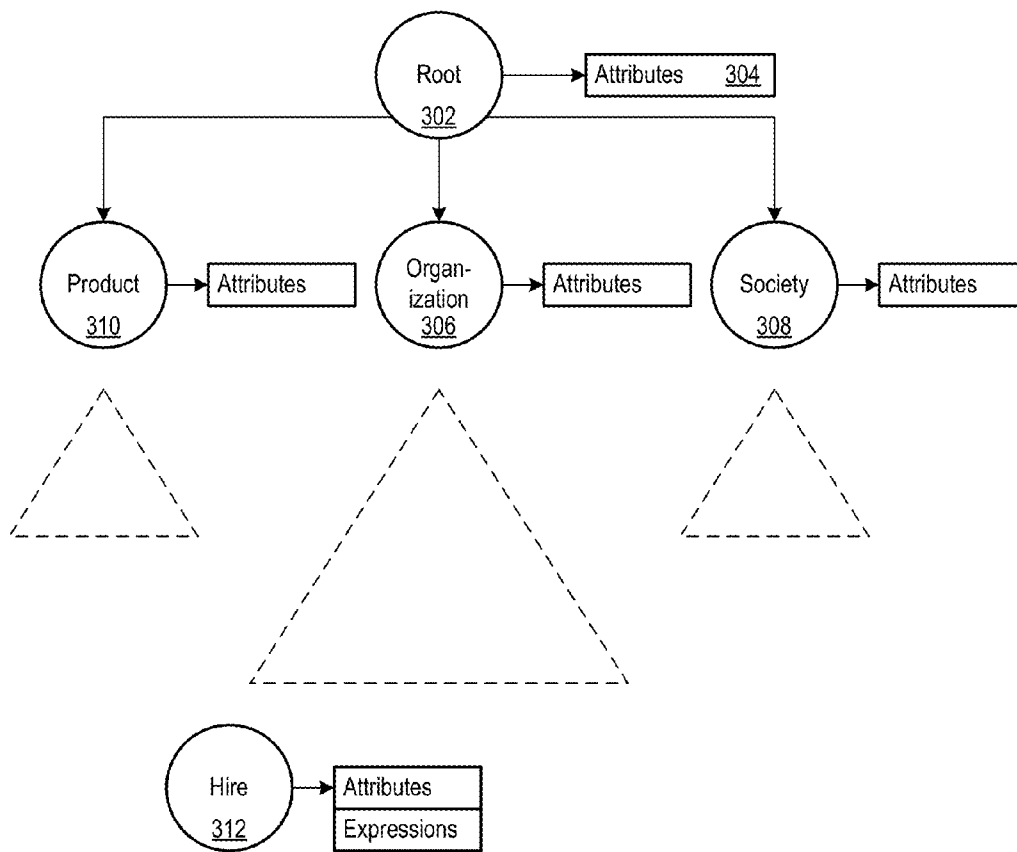 Root
302
Attributes 304
Product
310
Attributes
Organ-
ization
306
Attributes
Society
308
Attributes
Hire
312
Attributes
Expressions